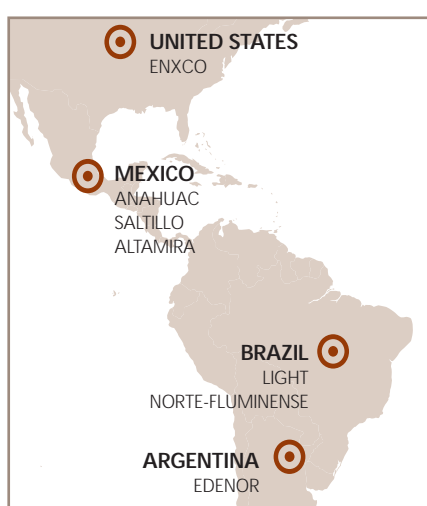 UNITED STATES
ENXCO
MEXICO
ANAHUAC
SALTILLO
ALTAMIRA
BRAZIL
LIGHT
NORTE-FLUMINENSE
ARGENTINA
EDENOR